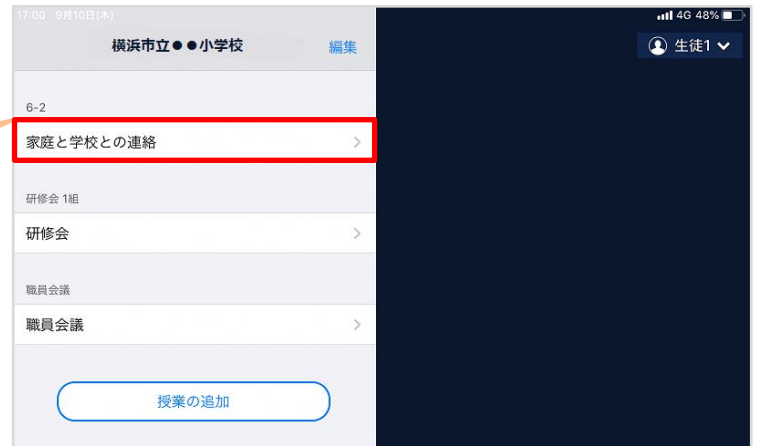 17:00 9月10日(木)
4G 48%
横浜市立●●小学校
編集
生徒1
6-2
家庭と学校との連絡
研修会 1組
研修会
職員会議
職員会議
授業の追加